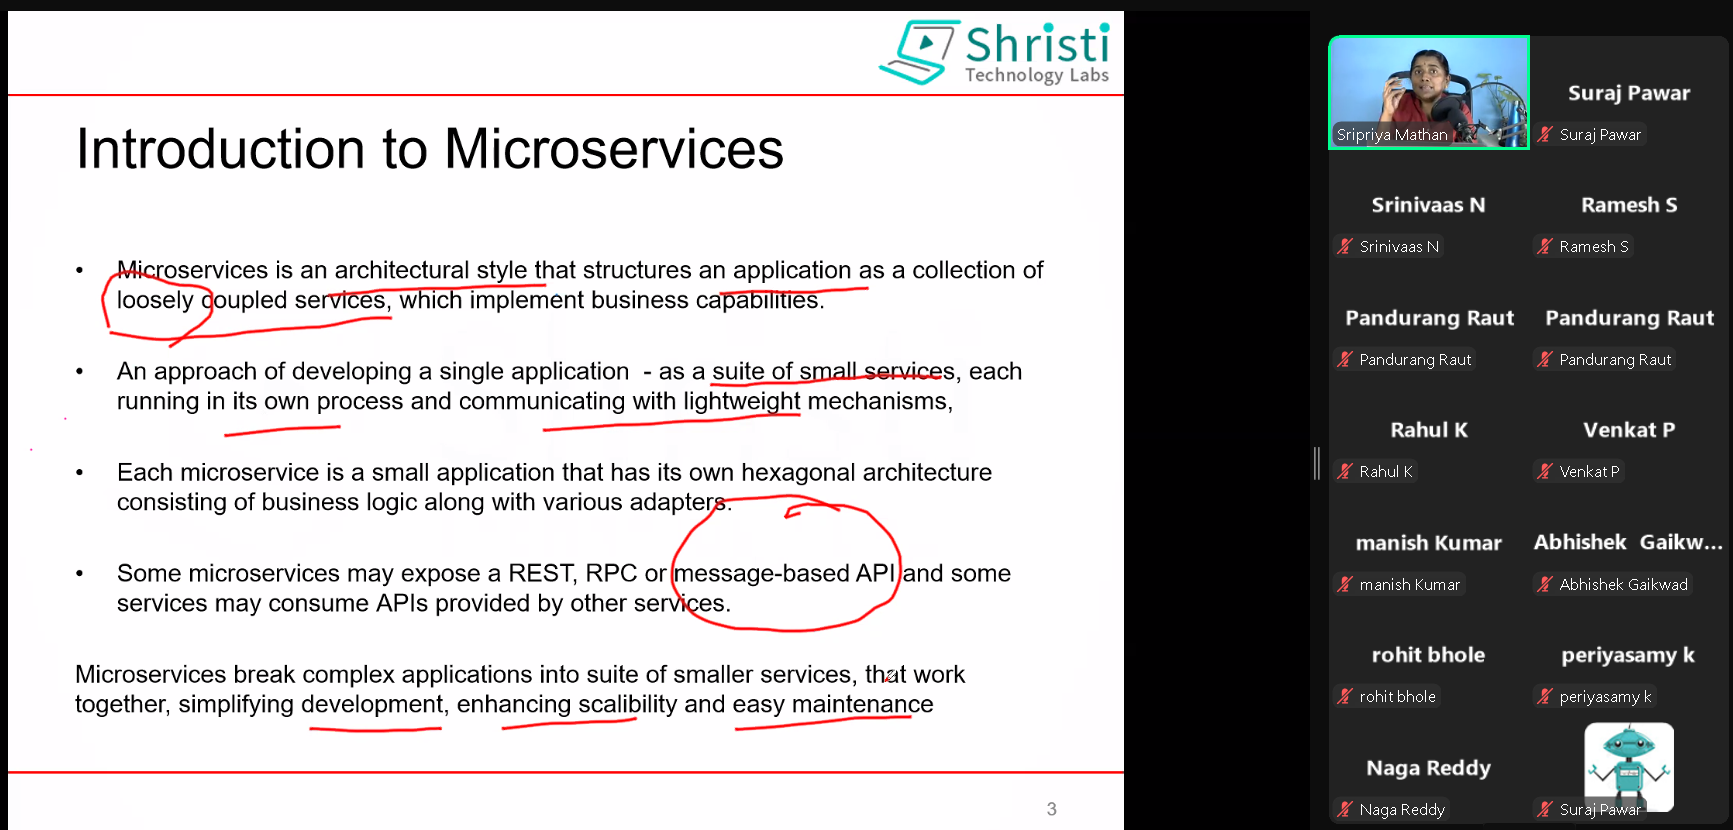 Shristi
Technology Labs
Introduction to Microservices
• Microservices is an architectural style that structures an application as a collection of
loosely coupled services, which implement business capabilities.
• An approach of developing a single application - as a suite of small services, each
running in its own process and communicating with lightweight mechanisms,
• Each microservice is a small application that has its own hexagonal architecture
consisting of business logic along with various adapters.
• Some microservices may expose a REST, RPC or message-based API and some
services may consume APIs provided by other services.
Microservices break complex applications into suite of smaller services, that work
together, simplifying development, enhancing scalibility and easy maintenance
3
Sripriya Mathan
Suraj Pawar
Suraj Pawar
Srinivaas N
Srinivaas N
Ramesh S
Ramesh S
Pandurang Raut
Pandurang Raut
Pandurang Raut
Pandurang Raut
Rahul K
Rahul K
Venkat P
Venkat P
manish Kumar
manish Kumar
Abhishek Gaikw...
Abhishek Gaikwad
rohit bhole
rohit bhole
periyasamy k
periyasamy k
Naga Reddy
Naga Reddy
Suraj Pawar